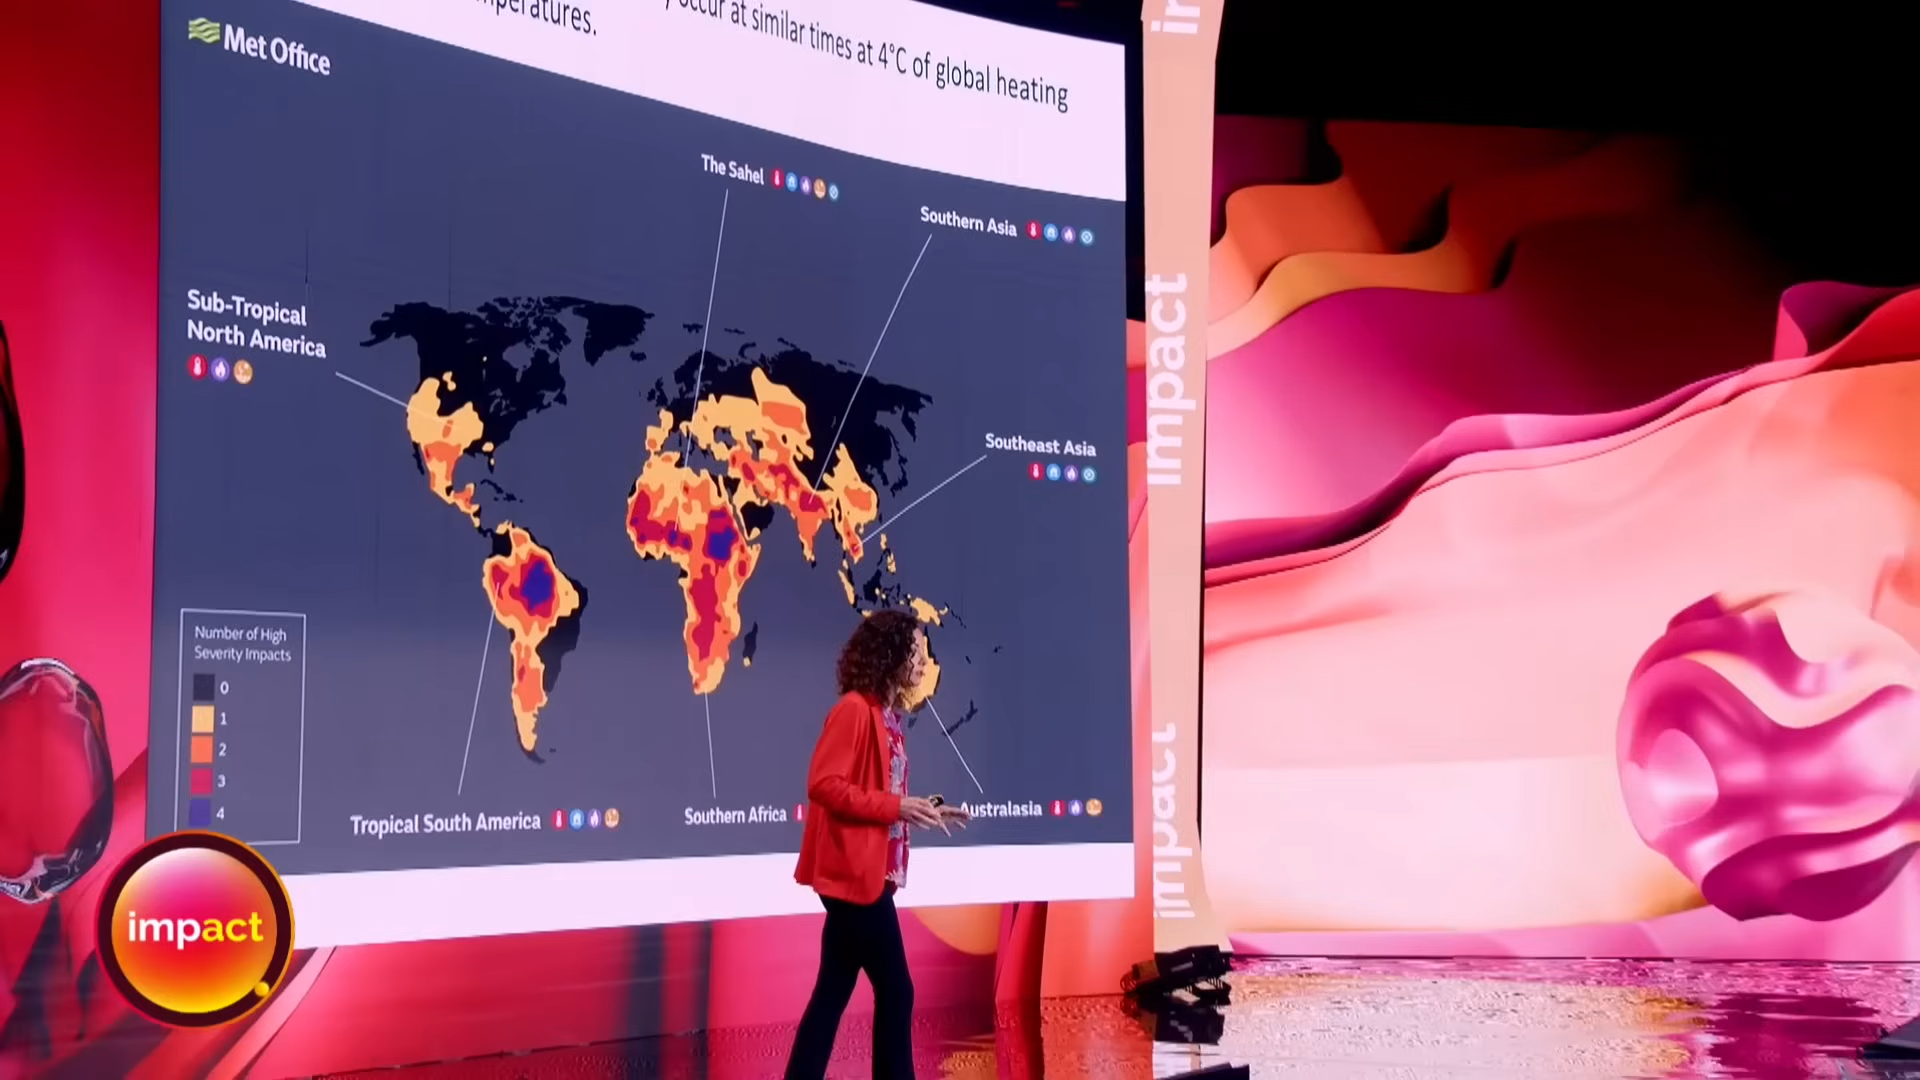 temperatures.
occur at similar times at 4°C of global heating
Met Office
The Sahel
Southern Asia
Sub-Tropical
North America
Southeast Asia
Number of High
Severity Impacts
0
1
2
3
4
Tropical South America
Southern Africa
Australasia
impact
impact
impact